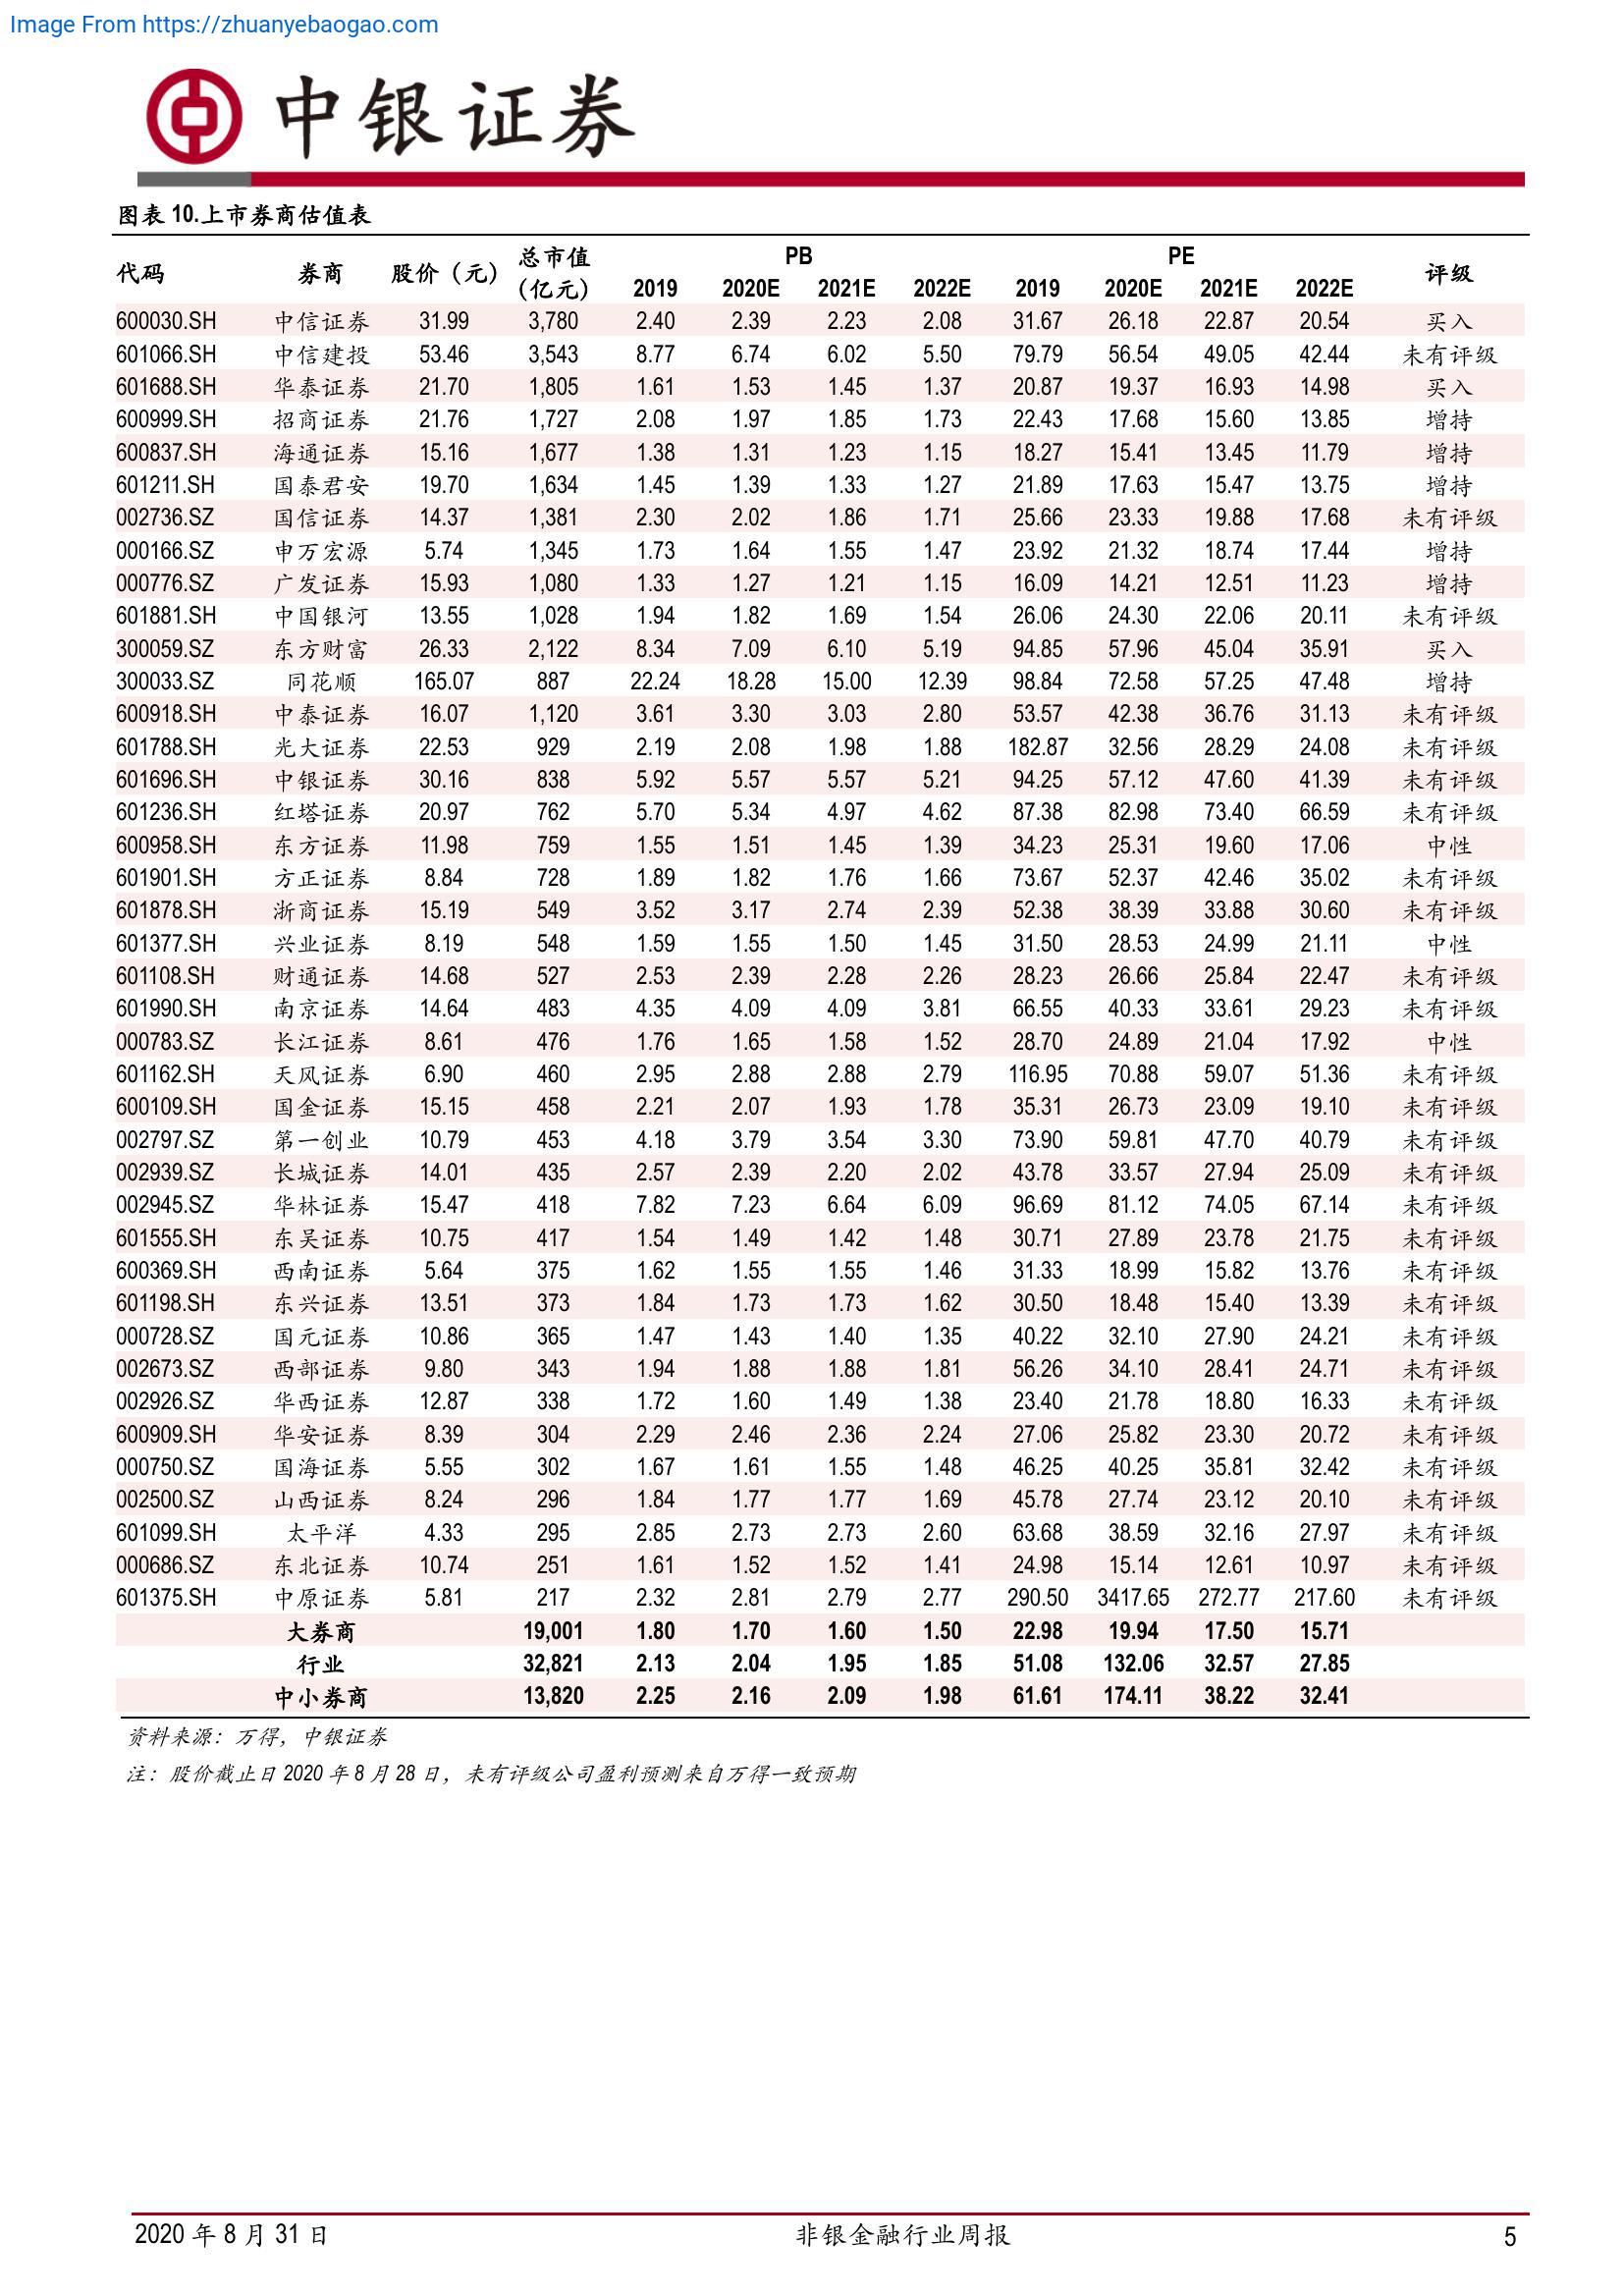 Image From https://zhuanyebaogao.com
中银证券
图表 10.上市券商估值表
代码 券商 股价（元） 总市值（亿元） PB PE 评级
2019 2020E 2021E 2022E 2019 2020E 2021E 2022E
600030.SH 中信证券 31.99 3,780 2.40 2.39 2.23 2.08 31.67 26.18 22.87 20.54 买入
601066.SH 中信建投 53.46 3,543 8.77 6.74 6.02 5.50 79.79 56.54 49.05 42.44 未有评级
601688.SH 华泰证券 21.70 1,805 1.61 1.53 1.45 1.37 20.87 19.37 16.93 14.98 买入
600999.SH 招商证券 21.76 1,727 2.08 1.97 1.85 1.73 22.43 17.68 15.60 13.85 增持
600837.SH 海通证券 15.16 1,677 1.38 1.31 1.23 1.15 18.27 15.41 13.45 11.79 增持
601211.SH 国泰君安 19.70 1,634 1.45 1.39 1.33 1.27 21.89 17.63 15.47 13.75 增持
002736.SZ 国信证券 14.37 1,381 2.30 2.02 1.86 1.71 25.66 23.33 19.88 17.68 未有评级
000166.SZ 申万宏源 5.74 1,345 1.73 1.64 1.55 1.47 23.92 21.32 18.74 17.44 增持
000776.SZ 广发证券 15.93 1,080 1.33 1.27 1.21 1.15 16.09 14.21 12.51 11.23 增持
601881.SH 中国银河 13.55 1,028 1.94 1.82 1.69 1.54 26.06 24.30 22.06 20.11 未有评级
300059.SZ 东方财富 26.33 2,122 8.34 7.09 6.10 5.19 94.85 57.96 45.04 35.91 买入
300033.SZ 同花顺 165.07 887 22.24 18.28 15.00 12.39 98.84 72.58 57.25 47.48 增持
600918.SH 中泰证券 16.07 1,120 3.61 3.30 3.03 2.80 53.57 42.38 36.76 31.13 未有评级
601788.SH 光大证券 22.53 929 2.19 2.08 1.98 1.88 182.87 32.56 28.29 24.08 未有评级
601696.SH 中银证券 30.16 838 5.92 5.57 5.57 5.21 94.25 57.12 47.60 41.39 未有评级
601236.SH 红塔证券 20.97 762 5.70 5.34 4.97 4.62 87.38 82.98 73.40 66.59 未有评级
600958.SH 东方证券 11.98 759 1.55 1.51 1.45 1.39 34.23 25.31 19.60 17.06 中性
601901.SH 方正证券 8.84 728 1.89 1.82 1.76 1.66 73.67 52.37 42.46 35.02 未有评级
601878.SH 浙商证券 15.19 549 3.52 3.17 2.74 2.39 52.38 38.39 33.88 30.60 未有评级
601377.SH 兴业证券 8.19 548 1.59 1.55 1.50 1.45 31.50 28.53 24.99 21.11 中性
601108.SH 财通证券 14.68 527 2.53 2.39 2.28 2.26 28.23 26.66 25.84 22.47 未有评级
601990.SH 南京证券 14.64 483 4.35 4.09 4.09 3.81 66.55 40.33 33.61 29.23 未有评级
000783.SZ 长江证券 8.61 476 1.76 1.65 1.58 1.52 28.70 24.89 21.04 17.92 中性
601162.SH 天风证券 6.90 460 2.95 2.88 2.88 2.79 116.95 70.88 59.07 51.36 未有评级
600109.SH 国金证券 15.15 458 2.21 2.07 1.93 1.78 35.31 26.73 23.09 19.10 未有评级
002797.SZ 第一创业 10.79 453 4.18 3.79 3.54 3.30 73.90 59.81 47.70 40.79 未有评级
002939.SZ 长城证券 14.01 435 2.57 2.39 2.20 2.02 43.78 33.57 27.94 25.09 未有评级
002945.SZ 华林证券 15.47 418 7.82 7.23 6.64 6.09 96.69 81.12 74.05 67.14 未有评级
601555.SH 东吴证券 10.75 417 1.54 1.49 1.42 1.48 30.71 27.89 23.78 21.75 未有评级
600369.SH 西南证券 5.64 375 1.62 1.55 1.55 1.46 31.33 18.99 15.82 13.76 未有评级
601198.SH 东兴证券 13.51 373 1.84 1.73 1.73 1.62 30.50 18.48 15.40 13.39 未有评级
000728.SZ 国元证券 10.86 365 1.47 1.43 1.40 1.35 40.22 32.10 27.90 24.21 未有评级
002673.SZ 西部证券 9.80 343 1.94 1.88 1.88 1.81 56.26 34.10 28.41 24.71 未有评级
002926.SZ 华西证券 12.87 338 1.72 1.60 1.49 1.38 23.40 21.78 18.80 16.33 未有评级
600909.SH 华安证券 8.39 304 2.29 2.46 2.36 2.24 27.06 25.82 23.30 20.72 未有评级
000750.SZ 国海证券 5.55 302 1.67 1.61 1.55 1.48 46.25 40.25 35.81 32.42 未有评级
002500.SZ 山西证券 8.24 296 1.84 1.77 1.77 1.69 45.78 27.74 23.12 20.10 未有评级
601099.SH 太平洋 4.33 295 2.85 2.73 2.73 2.60 63.68 38.59 32.16 27.97 未有评级
000686.SZ 东北证券 10.74 251 1.61 1.52 1.52 1.41 24.98 15.14 12.61 10.97 未有评级
601375.SH 中原证券 5.81 217 2.32 2.81 2.79 2.77 290.50 3417.65 272.77 217.60 未有评级
大券商 19,001 1.80 1.70 1.60 1.50 22.98 19.94 17.50 15.71
行业 32,821 2.13 2.04 1.95 1.85 51.08 132.06 32.57 27.85
中小券商 13,820 2.25 2.16 2.09 1.98 61.61 174.11 38.22 32.41
资料来源：万得，中银证券
注：股价截止日 2020 年 8 月 28 日，未有评级公司盈利预测来自万得一致预期
2020 年 8 月 31 日 非银金融行业周报 5